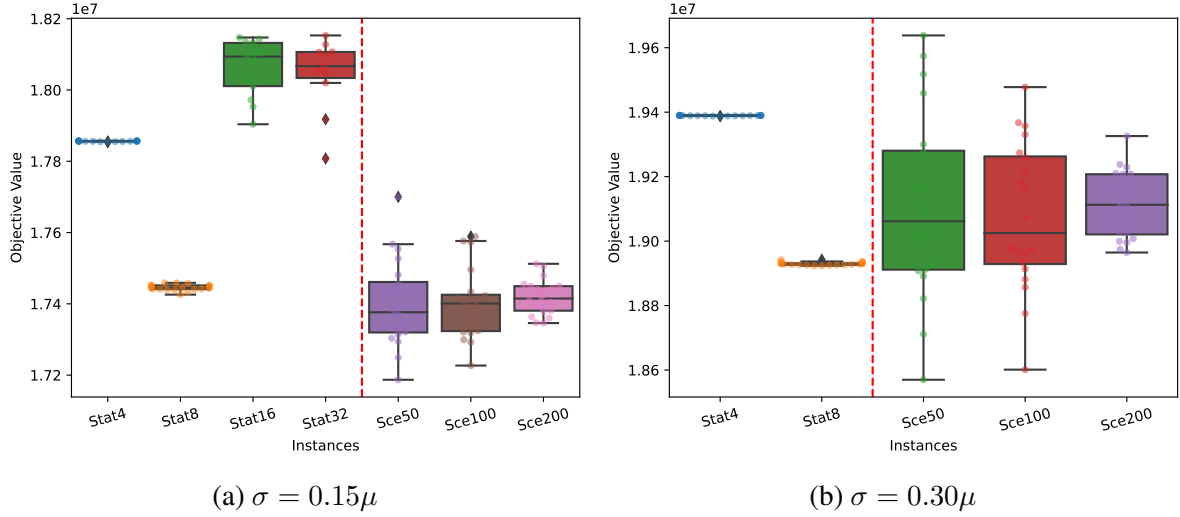 1e7
1.82
1.80
1.78
1.76
1.74
1.72
Objective Value
Stat4 Stat8 Stat16 Stat32 Sce50 Sce100 Sce200
Instances
(a) σ = 0.15μ
1e7
1.96
1.94
1.92
1.90
1.88
1.86
Objective Value
Stat4 Stat8 Sce50 Sce100 Sce200
Instances
(b) σ = 0.30μ